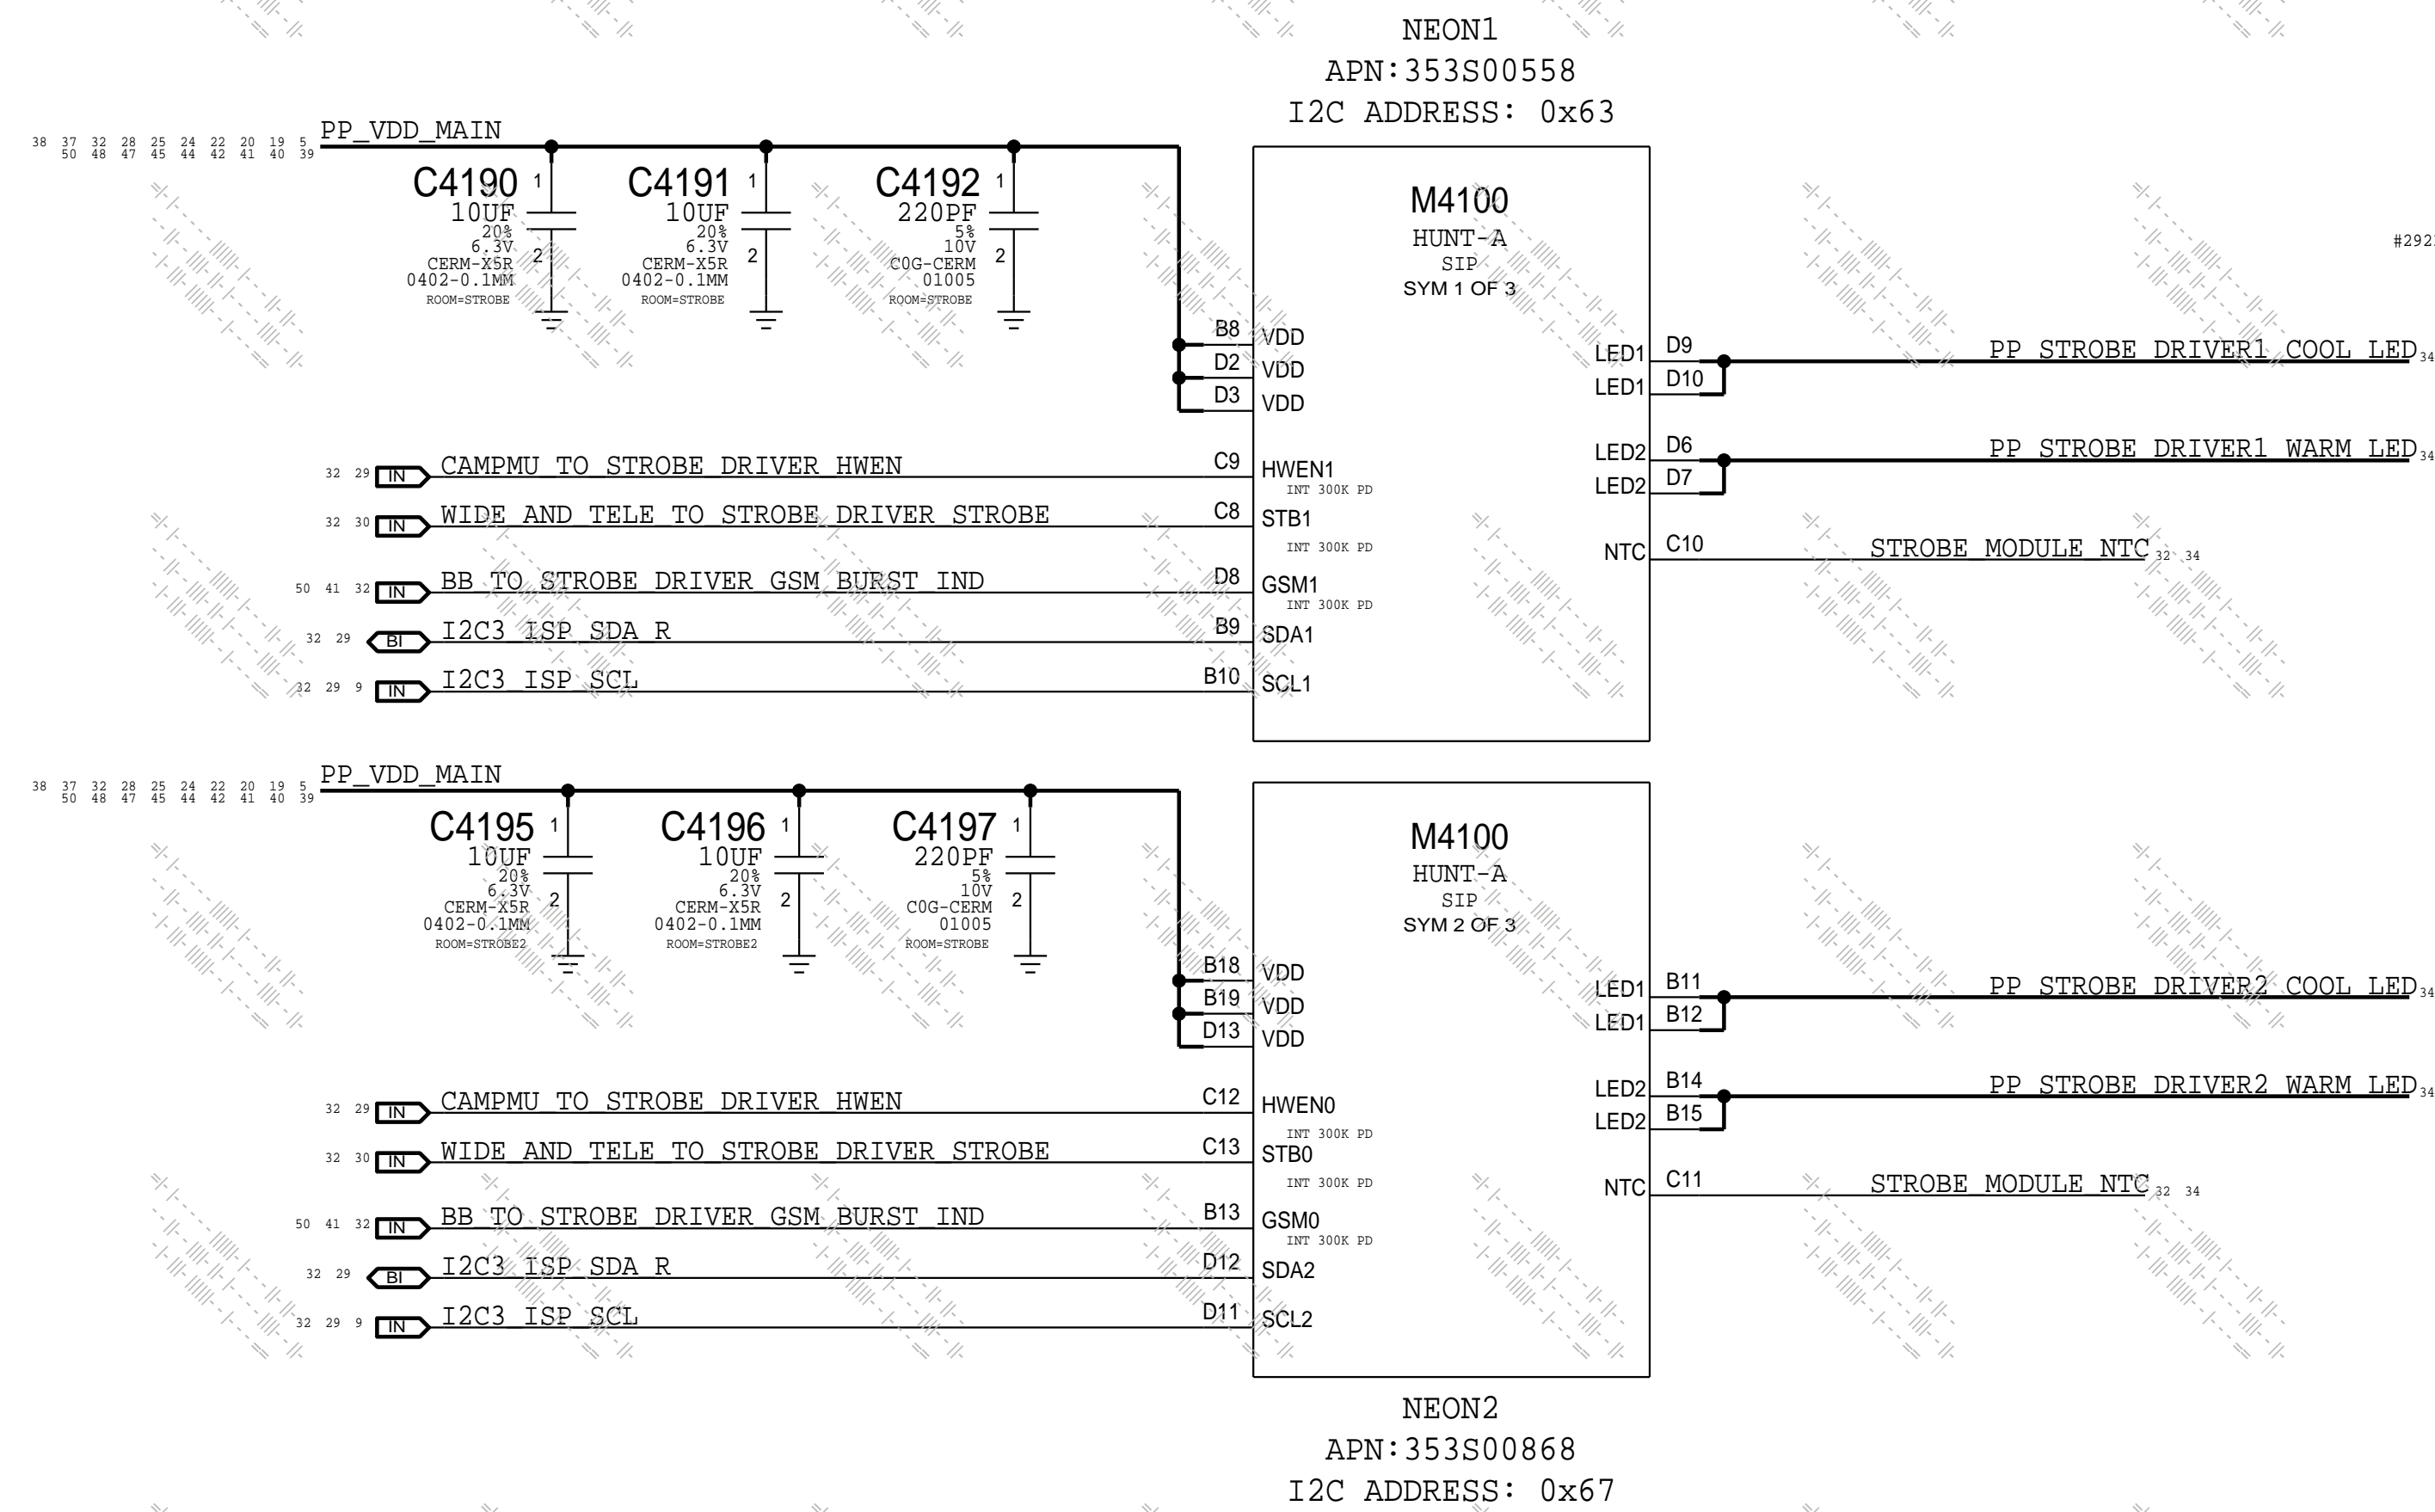 NEON1
APN:353S00558
I2C ADDRESS: 0x63
PP_VDD_MAIN
38 37 32 28 25 24 22 20 19 5
50 48 47 45 44 42 41 40 39
C4190 1
10UF
20%
6.3V
2
CERM-X5R
0402-0.1MM
ROOM=STROBE
C4191 1
10UF
20%
6.3V
2
CERM-X5R
0402-0.1MM
ROOM=STROBE
C4192 1
220PF
5%
10V
2
C0G-CERM
01005
ROOM=STROBE
M4100
HUNT-A
SIP
SYM 1 OF 3
B8 VDD
D2 VDD
D3 VDD
32 29 IN CAMPMU_TO_STROBE_DRIVER_HWEN C9 HWEN1
INT 300K PD
32 30 IN WIDE_AND_TELE_TO_STROBE_DRIVER_STROBE C8 STB1
INT 300K PD
50 41 32 IN BB_TO_STROBE_DRIVER_GSM_BURST_IND D8 GSM1
INT 300K PD
32 29 BI I2C3_ISP_SDA_R B9 SDA1
32 29 9 IN I2C3_ISP_SCL B10 SCL1
LED1 D9 PP_STROBE_DRIVER1_COOL_LED 34
LED1 D10
LED2 D6 PP_STROBE_DRIVER1_WARM_LED 34
LED2 D7
NTC C10 STROBE_MODULE_NTC 32 34
PP_VDD_MAIN
38 37 32 28 25 24 22 20 19 5
50 48 47 45 44 42 41 40 39
C4195 1
10UF
20%
6.3V
2
CERM-X5R
0402-0.1MM
ROOM=STROBE2
C4196 1
10UF
20%
6.3V
2
CERM-X5R
0402-0.1MM
ROOM=STROBE2
C4197 1
220PF
5%
10V
2
C0G-CERM
01005
ROOM=STROBE
M4100
HUNT-A
SIP
SYM 2 OF 3
B18 VDD
B19 VDD
D13 VDD
32 29 IN CAMPMU_TO_STROBE_DRIVER_HWEN C12 HWEN0
INT 300K PD
32 30 IN WIDE_AND_TELE_TO_STROBE_DRIVER_STROBE C13 STB0
INT 300K PD
50 41 32 IN BB_TO_STROBE_DRIVER_GSM_BURST_IND B13 GSM0
INT 300K PD
32 29 BI I2C3_ISP_SDA_R D12 SDA2
32 29 9 IN I2C3_ISP_SCL D11 SCL2
LED1 B11 PP_STROBE_DRIVER2_COOL_LED 34
LED1 B12
LED2 B14 PP_STROBE_DRIVER2_WARM_LED 34
LED2 B15
NTC C11 STROBE_MODULE_NTC 32 34
NEON2
APN:353S00868
I2C ADDRESS: 0x67